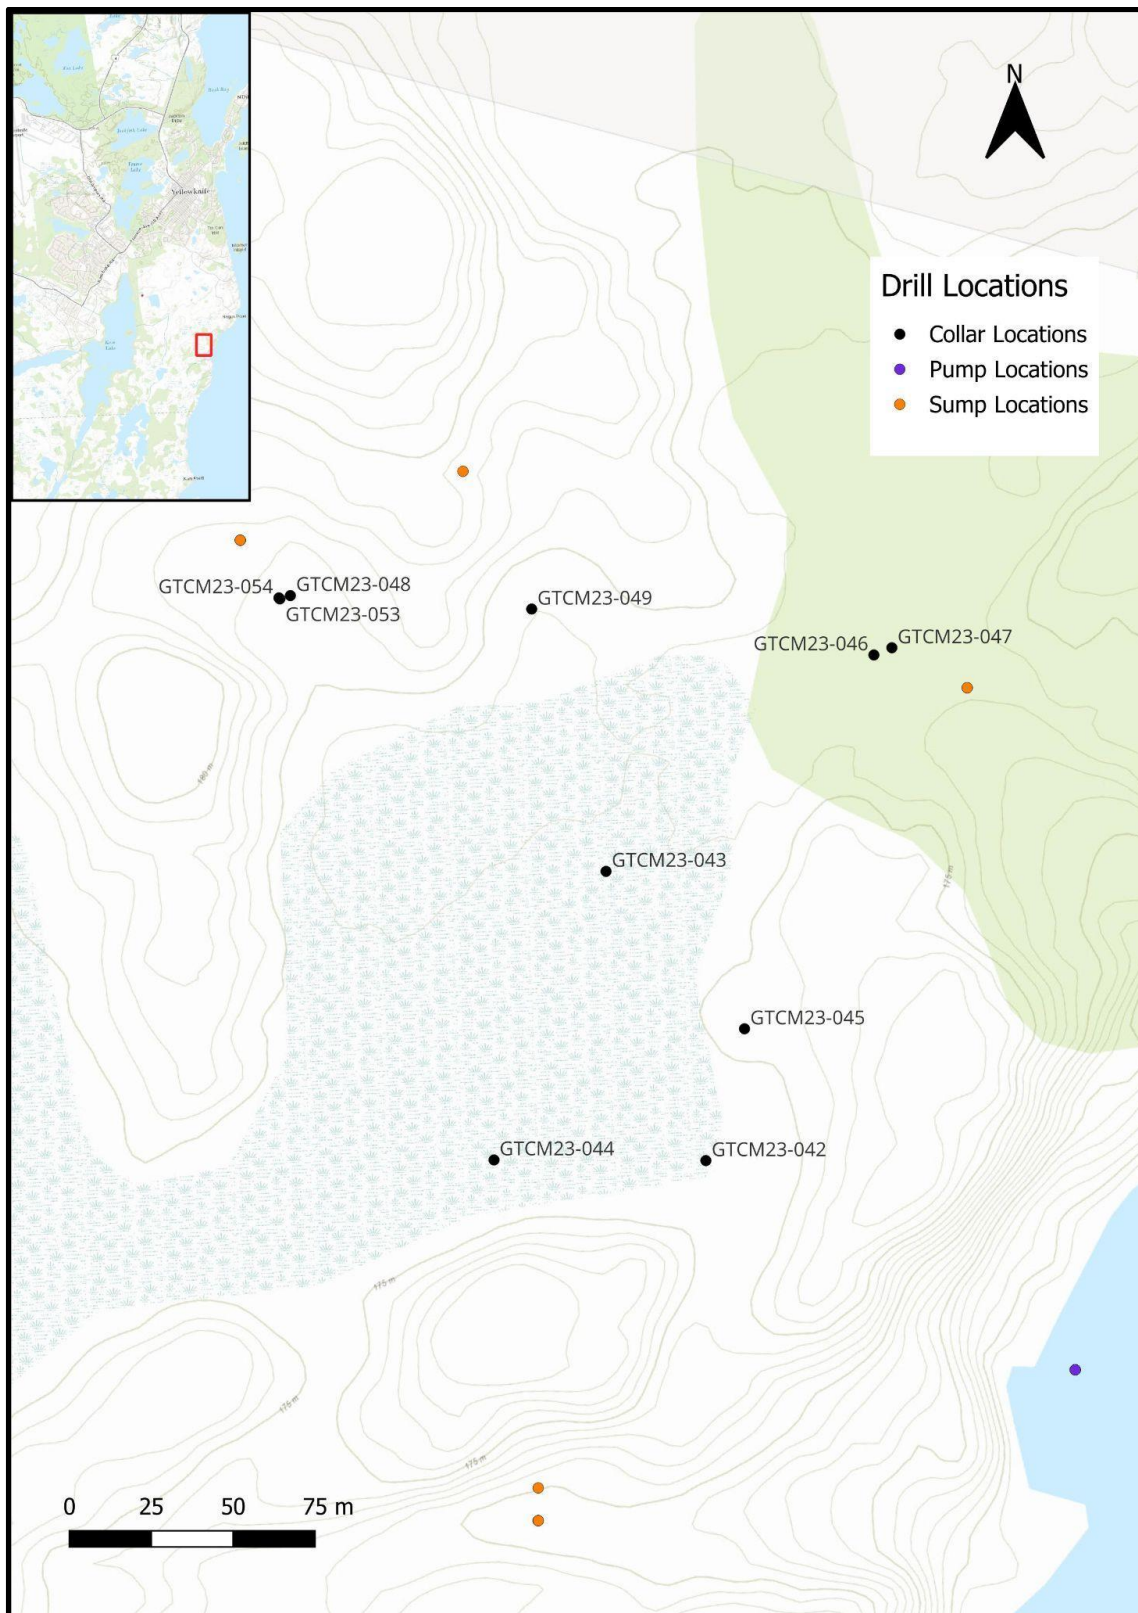 Yellowknife
N
Drill Locations
Collar Locations
Pump Locations
Sump Locations
GTCM23-054
GTCM23-048
GTCM23-053
GTCM23-049
GTCM23-046
GTCM23-047
180 m
GTCM23-043
175 m
GTCM23-045
GTCM23-044
GTCM23-042
175 m
175 m
175 m
0 25 50 75 m